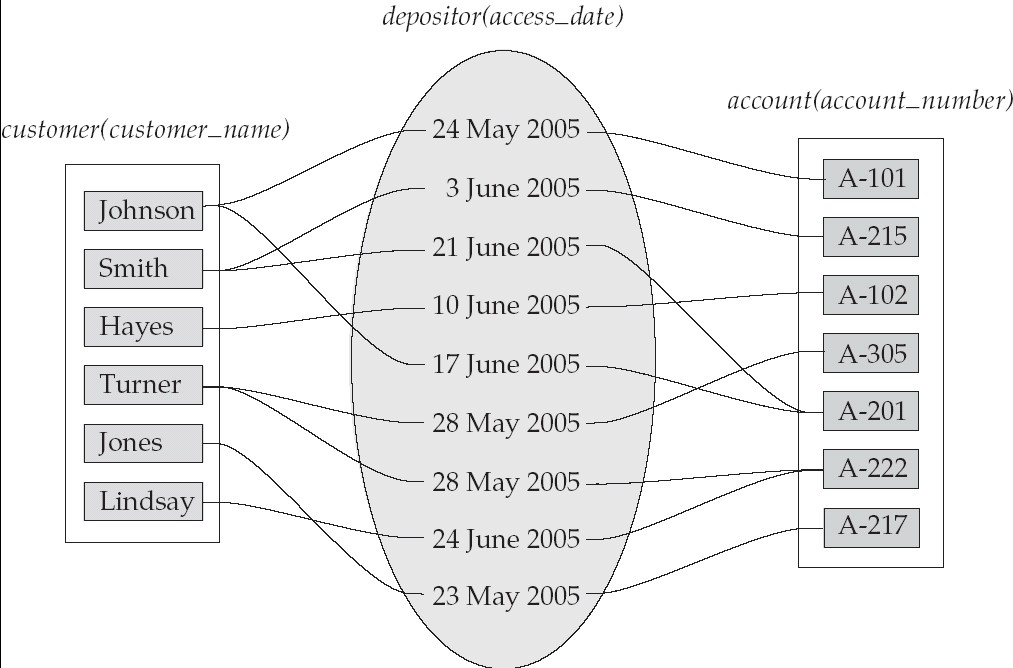 depositor(access_date)
customer(customer_name)
account(account_number)
Johnson
Smith
Hayes
Turner
Jones
Lindsay
24 May 2005
3 June 2005
21 June 2005
10 June 2005
17 June 2005
28 May 2005
28 May 2005
24 June 2005
23 May 2005
A-101
A-215
A-102
A-305
A-201
A-222
A-217